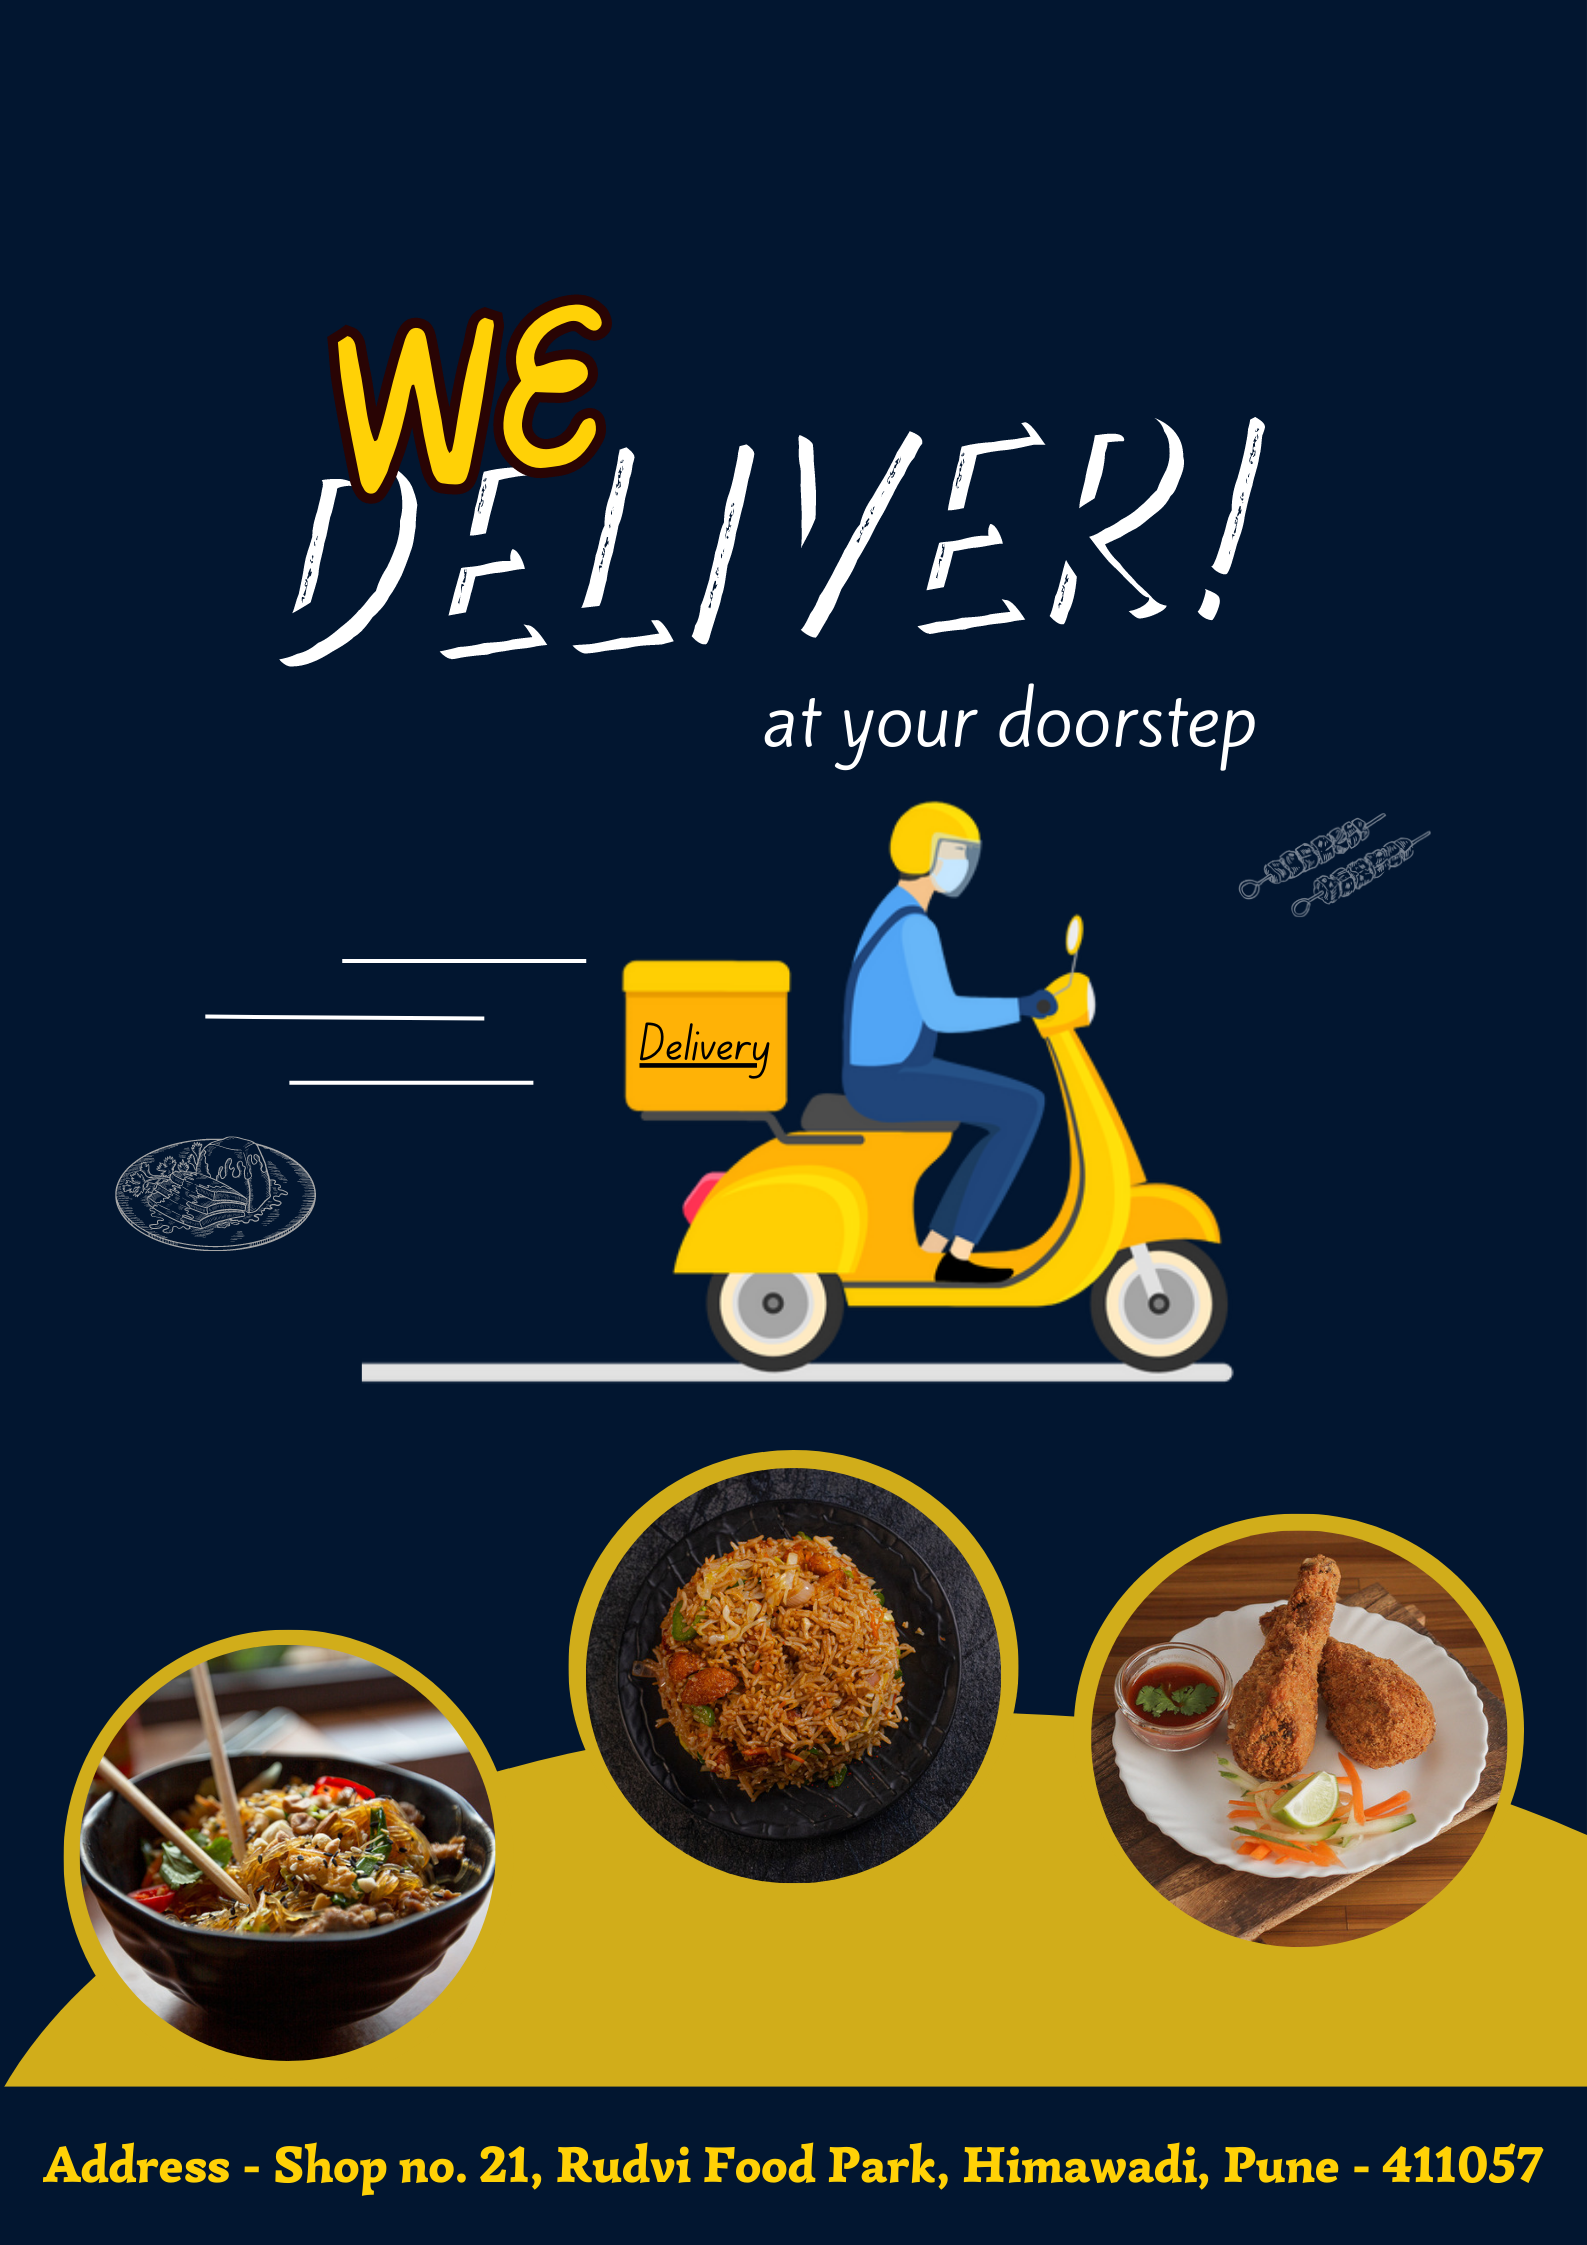 WE
DELIVER!
at your doorstep
Delivery
Address - Shop no. 21, Rudvi Food Park, Himawadi, Pune - 411057